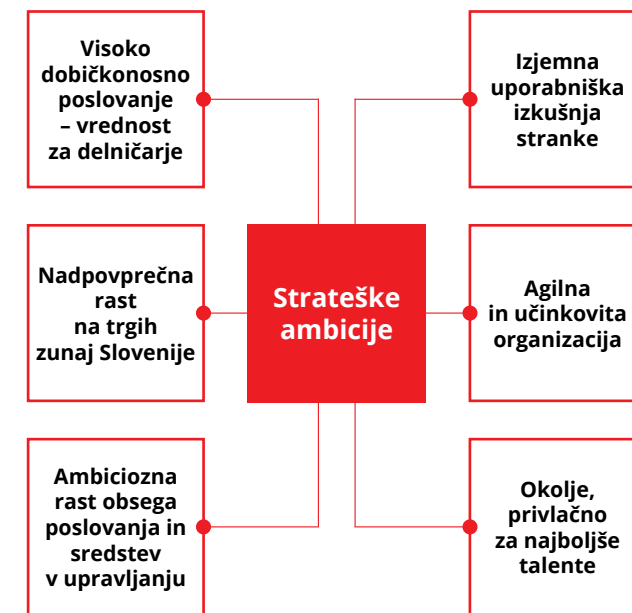 Visoko
dobičkonosno
poslovanje
– vrednost
za delničarje
Izjemna
uporabniška
izkušnja
stranke
Nadpovprečna
rast
na trgih
zunaj Slovenije
Strateške
ambicije
Agilna
in učinkovita
organizacija
Ambiciozna
rast obsega
poslovanja in
sredstev
v upravljanju
Okolje,
privlačno
za najboljše
talente